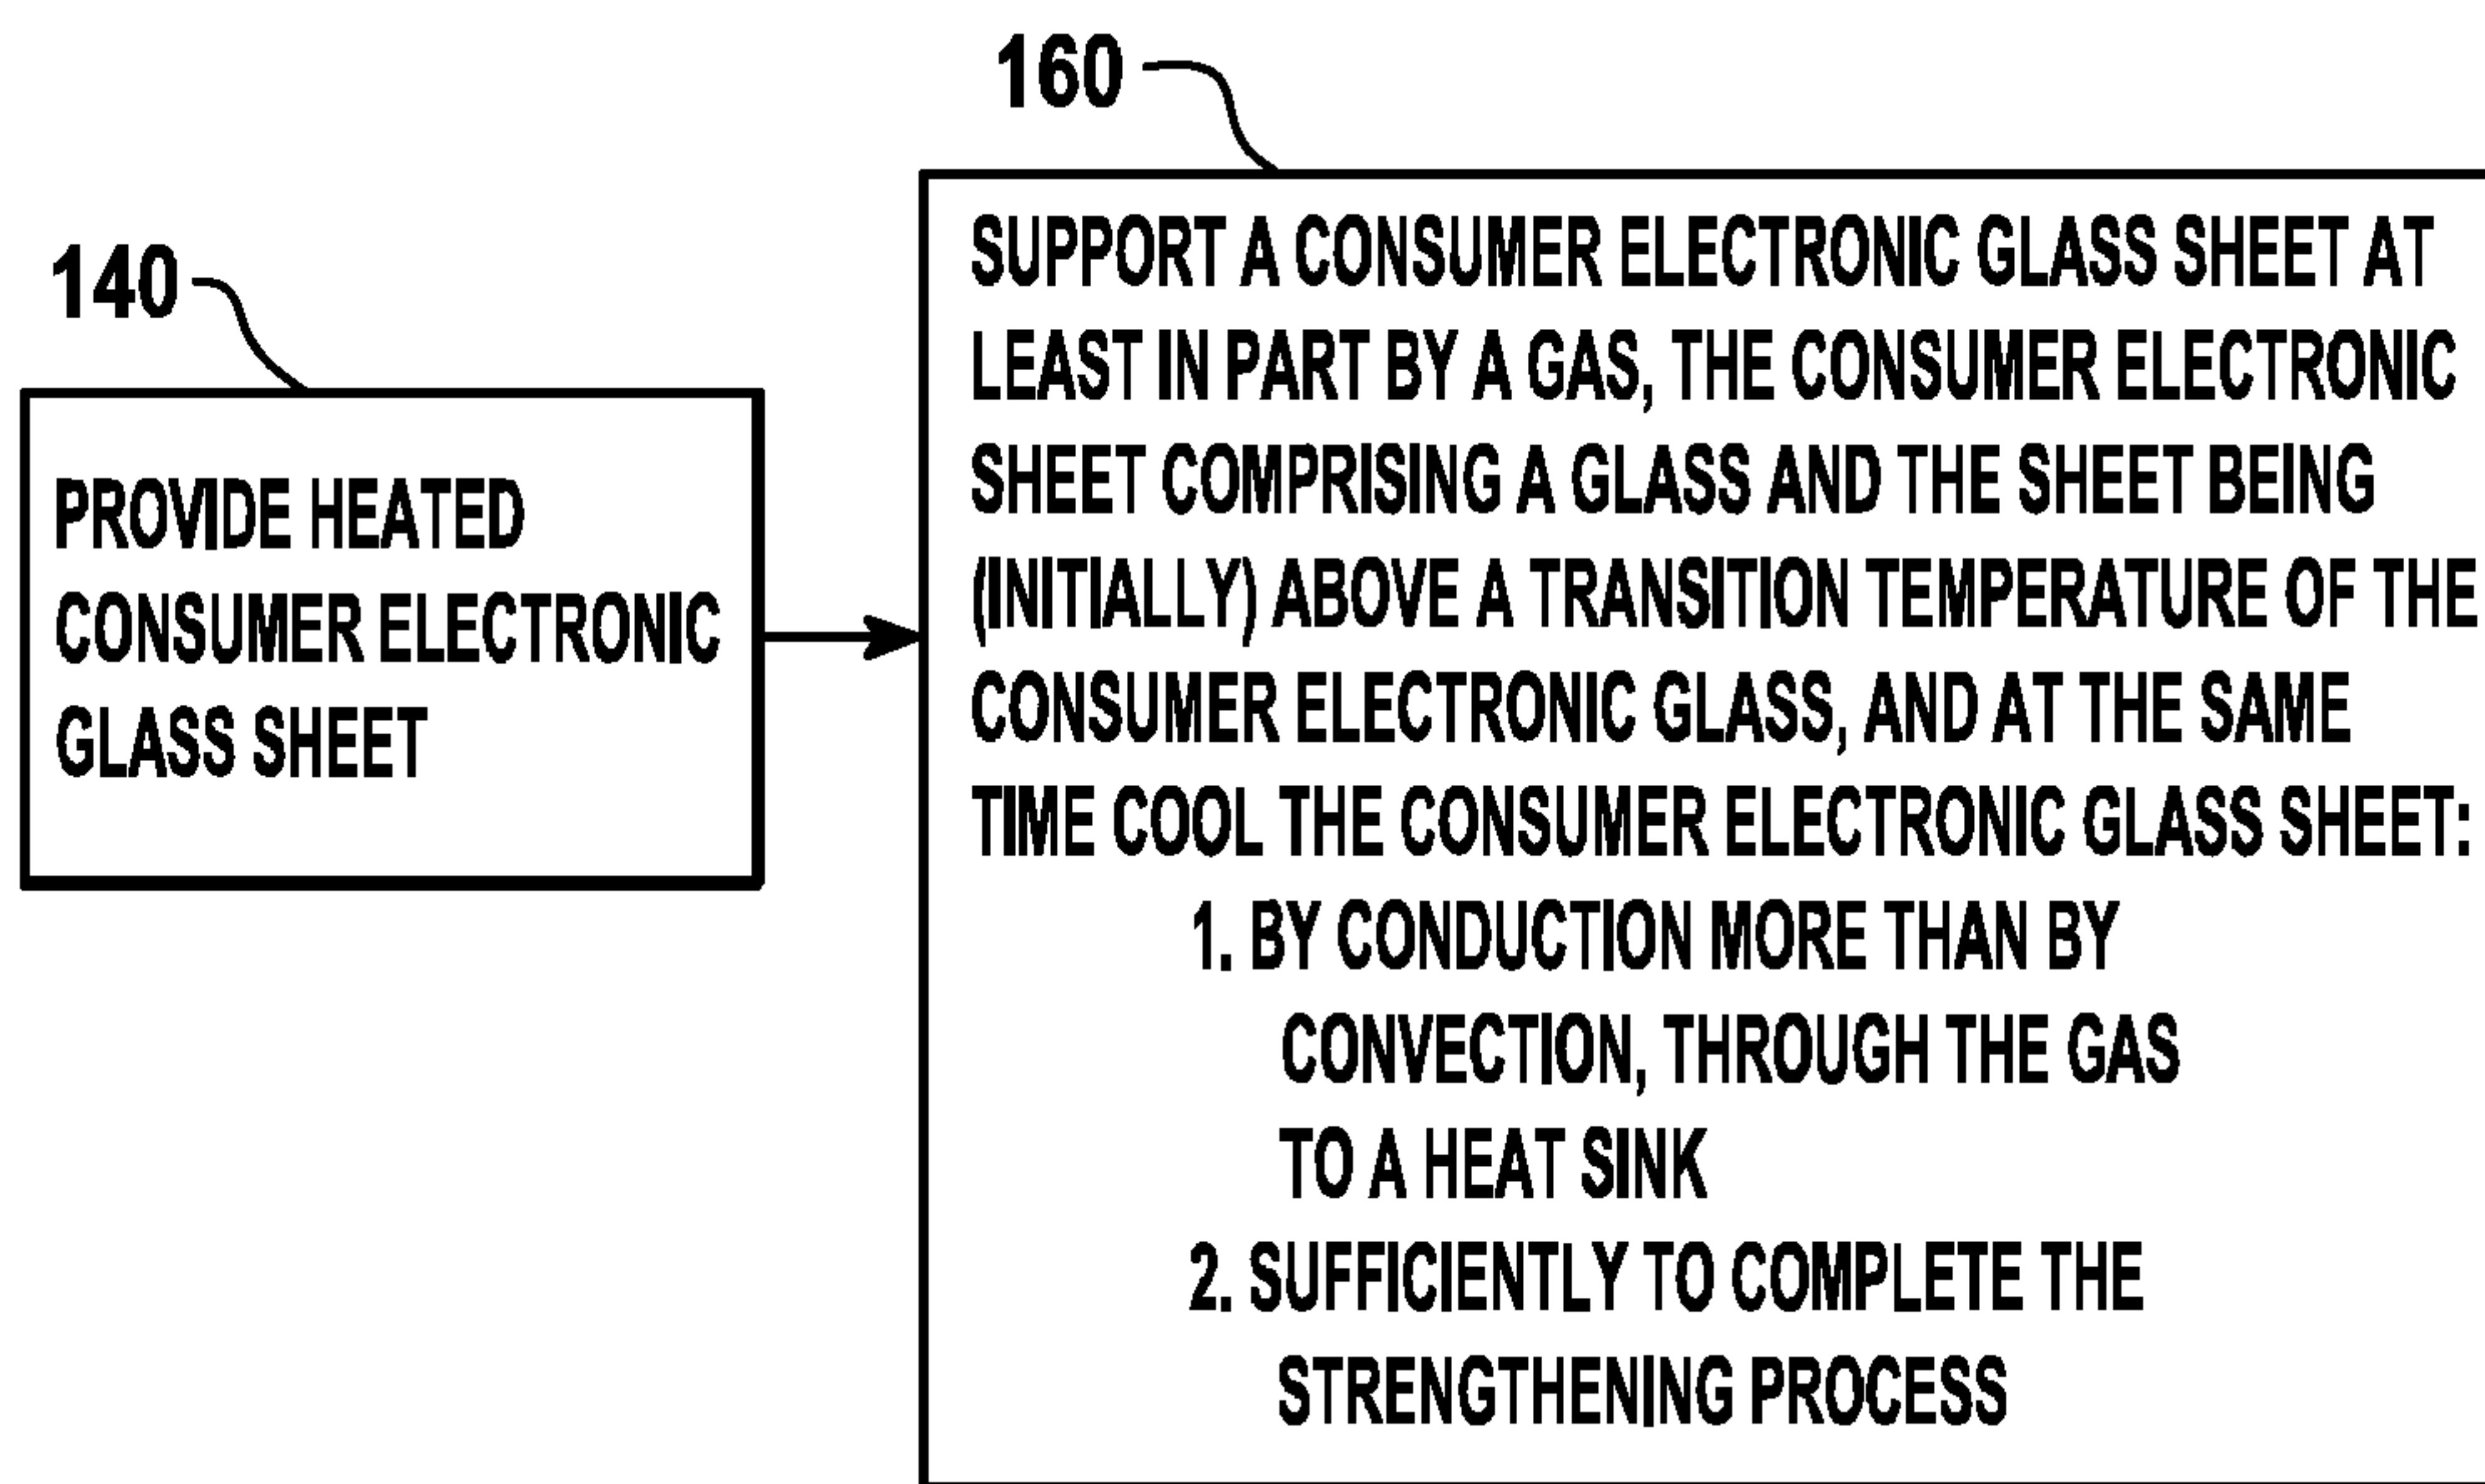 160
140
PROVIDE HEATED
CONSUMER ELECTRONIC
GLASS SHEET
SUPPORT A CONSUMER ELECTRONIC GLASS SHEET AT
LEAST IN PART BY A GAS, THE CONSUMER ELECTRONIC
SHEET COMPRISING A GLASS AND THE SHEET BEING
(INITIALLY) ABOVE A TRANSITION TEMPERATURE OF THE
CONSUMER ELECTRONIC GLASS, AND AT THE SAME
TIME COOL THE CONSUMER ELECTRONIC GLASS SHEET:
1. BY CONDUCTION MORE THAN BY
CONVECTION, THROUGH THE GAS
TO A HEAT SINK
2. SUFFICIENTLY TO COMPLETE THE
STRENGTHENING PROCESS